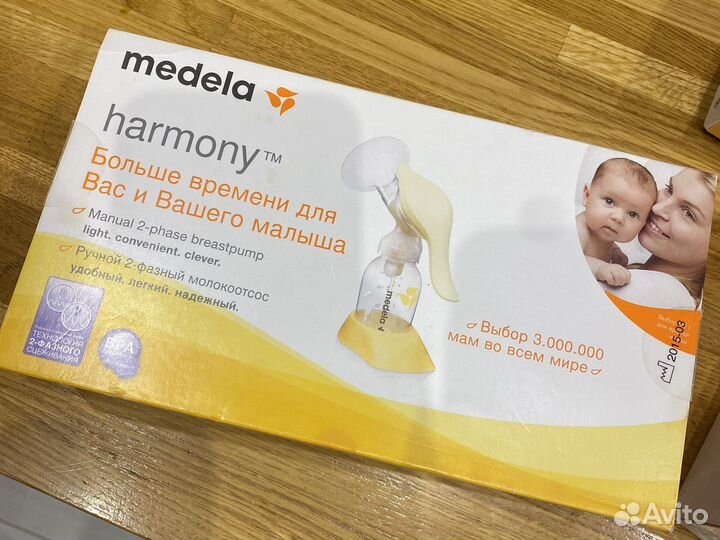 medela
harmony™
Больше времени для
Вас и Вашего малыша
Manual 2-phase breastpump
light. convenient. clever.
Ручной 2-фазный молокоотсос
удобный. легкий. надежный.
ТЕХНОЛОГИЯ
2-ФАЗНОГО
СЦЕЖИВАНИЯ
medela
Выбор 3.000.000
мам во всем мире
2015-03
Avito